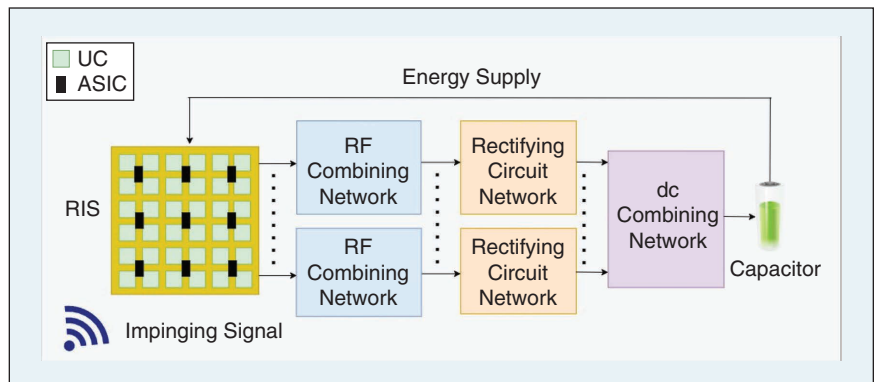 UC
ASIC
Energy Supply
RIS
RF
Combining
Network
Rectifying
Circuit
Network
RF
Combining
Network
Rectifying
Circuit
Network
dc
Combining
Network
Capacitor
Impinging Signal